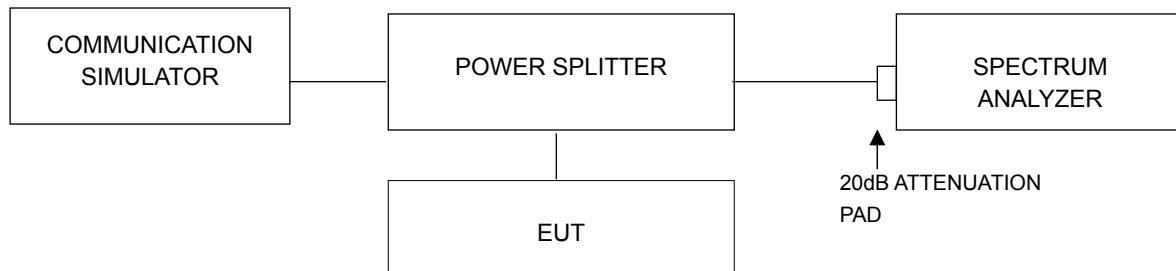 COMMUNICATION
SIMULATOR
POWER SPLITTER
SPECTRUM
ANALYZER
20dB ATTENUATION
PAD
EUT